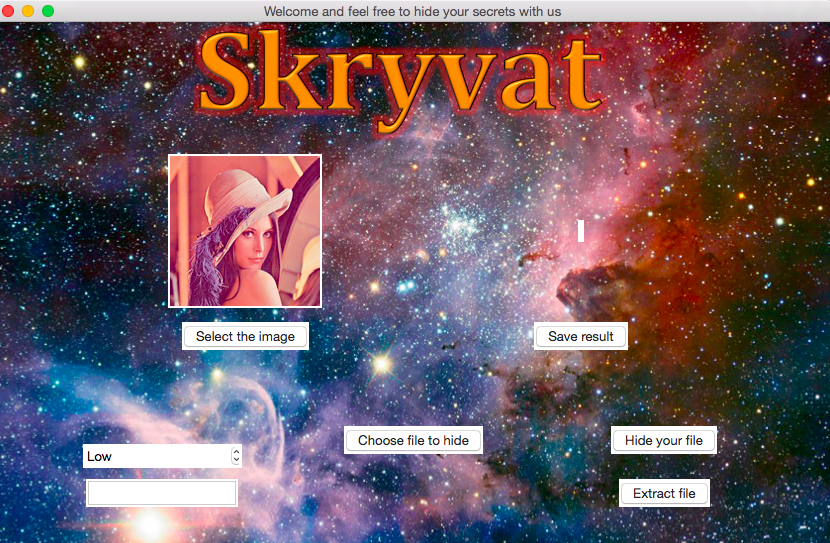 Welcome and feel free to hide your secrets with us
Skryvat
Select the image
Save result
Choose file to hide
Hide your file
Low
Extract file